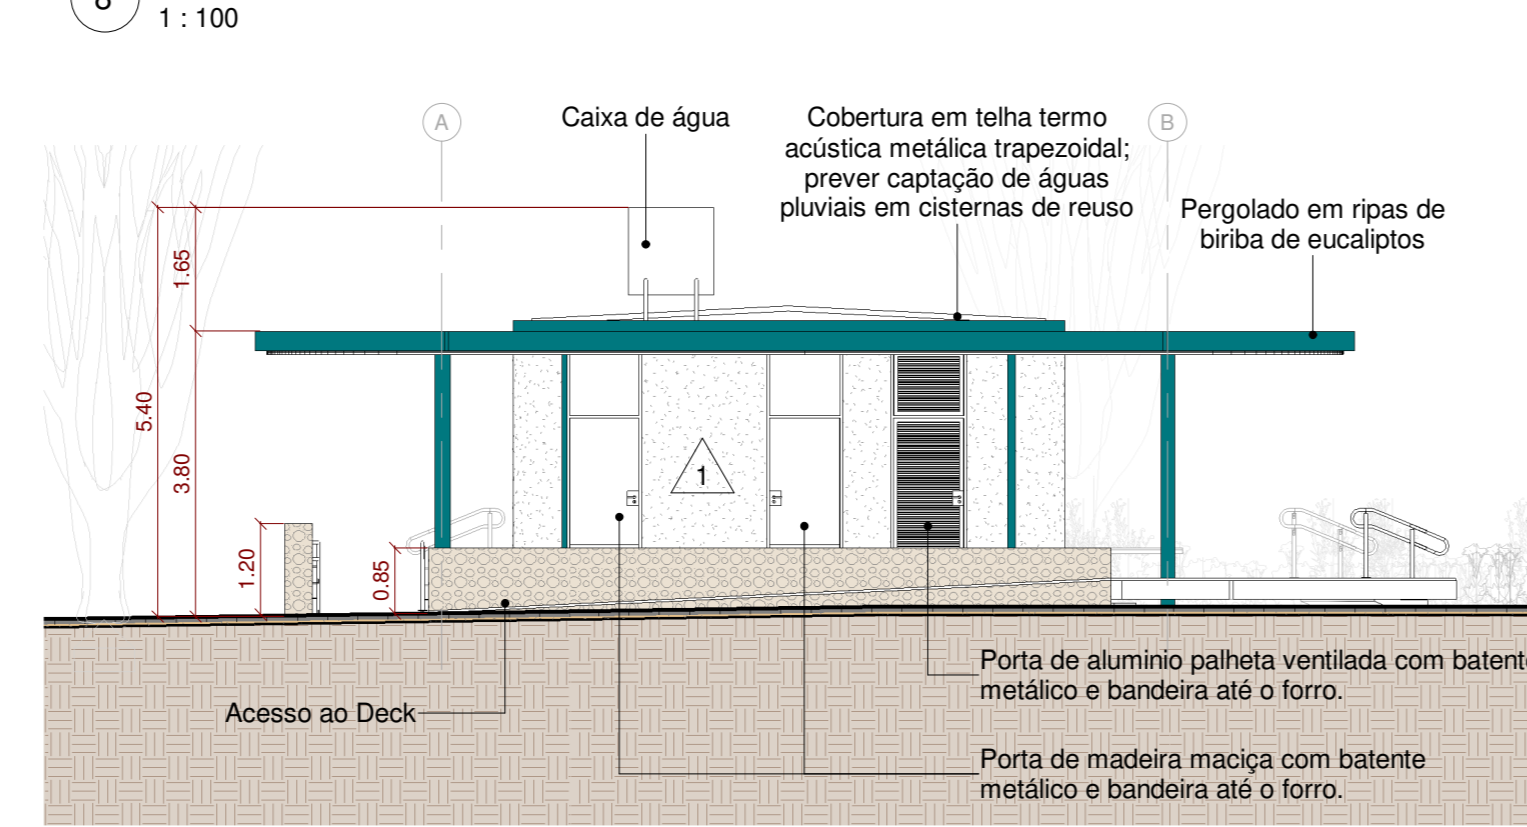 1 : 100
A
Caixa de água
Cobertura em telha termo
acústica metálica trapezoidal;
prever captação de águas
pluviais em cisternas de reuso
B
Pergolado em ripas de
biriba de eucaliptos
1.65
5.40
3.80
1.20
0.85
1
Acesso ao Deck
Porta de aluminio palheta ventilada com batente
metálico e bandeira até o forro.
Porta de madeira maciça com batente
metálico e bandeira até o forro.